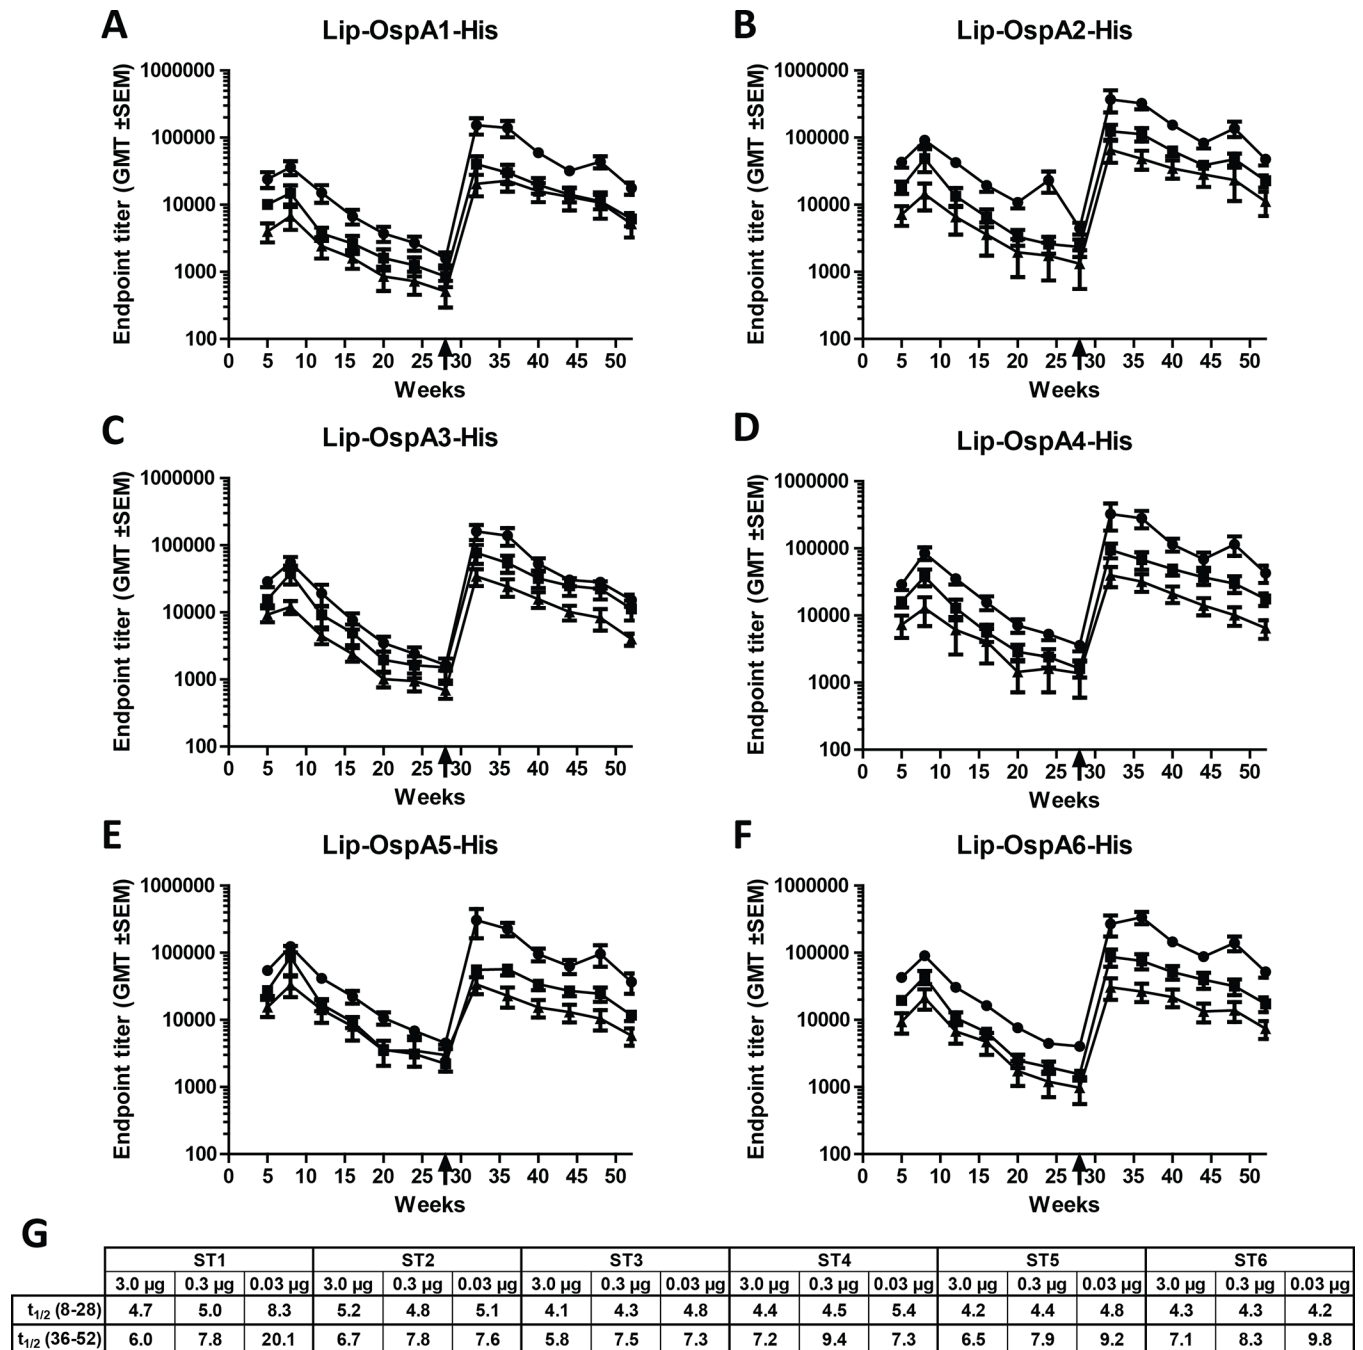 A
Lip-OspA1-His
Endpoint titer (GMT ±SEM)
1000000
100000
10000
1000
100
0 5 10 15 20 25 30 35 40 45 50
Weeks
B
Lip-OspA2-His
Endpoint titer (GMT ±SEM)
1000000
100000
10000
1000
100
0 5 10 15 20 25 30 35 40 45 50
Weeks
C
Lip-OspA3-His
Endpoint titer (GMT ±SEM)
1000000
100000
10000
1000
100
0 5 10 15 20 25 30 35 40 45 50
Weeks
D
Lip-OspA4-His
Endpoint titer (GMT ±SEM)
1000000
100000
10000
1000
100
0 5 10 15 20 25 30 35 40 45 50
Weeks
E
Lip-OspA5-His
Endpoint titer (GMT ±SEM)
1000000
100000
10000
1000
100
0 5 10 15 20 25 30 35 40 45 50
Weeks
F
Lip-OspA6-His
Endpoint titer (GMT ±SEM)
1000000
100000
10000
1000
100
0 5 10 15 20 25 30 35 40 45 50
Weeks
G
ST1 ST2 ST3 ST4 ST5 ST6
3.0 µg 0.3 µg 0.03 µg 3.0 µg 0.3 µg 0.03 µg 3.0 µg 0.3 µg 0.03 µg 3.0 µg 0.3 µg 0.03 µg 3.0 µg 0.3 µg 0.03 µg 3.0 µg 0.3 µg 0.03 µg
t1/2 (8-28) 4.7 5.0 8.3 5.2 4.8 5.1 4.1 4.3 4.8 4.4 4.5 5.4 4.2 4.4 4.8 4.3 4.3 4.2
t1/2 (36-52) 6.0 7.8 20.1 6.7 7.8 7.6 5.8 7.5 7.3 7.2 9.4 7.3 6.5 7.9 9.2 7.1 8.3 9.8